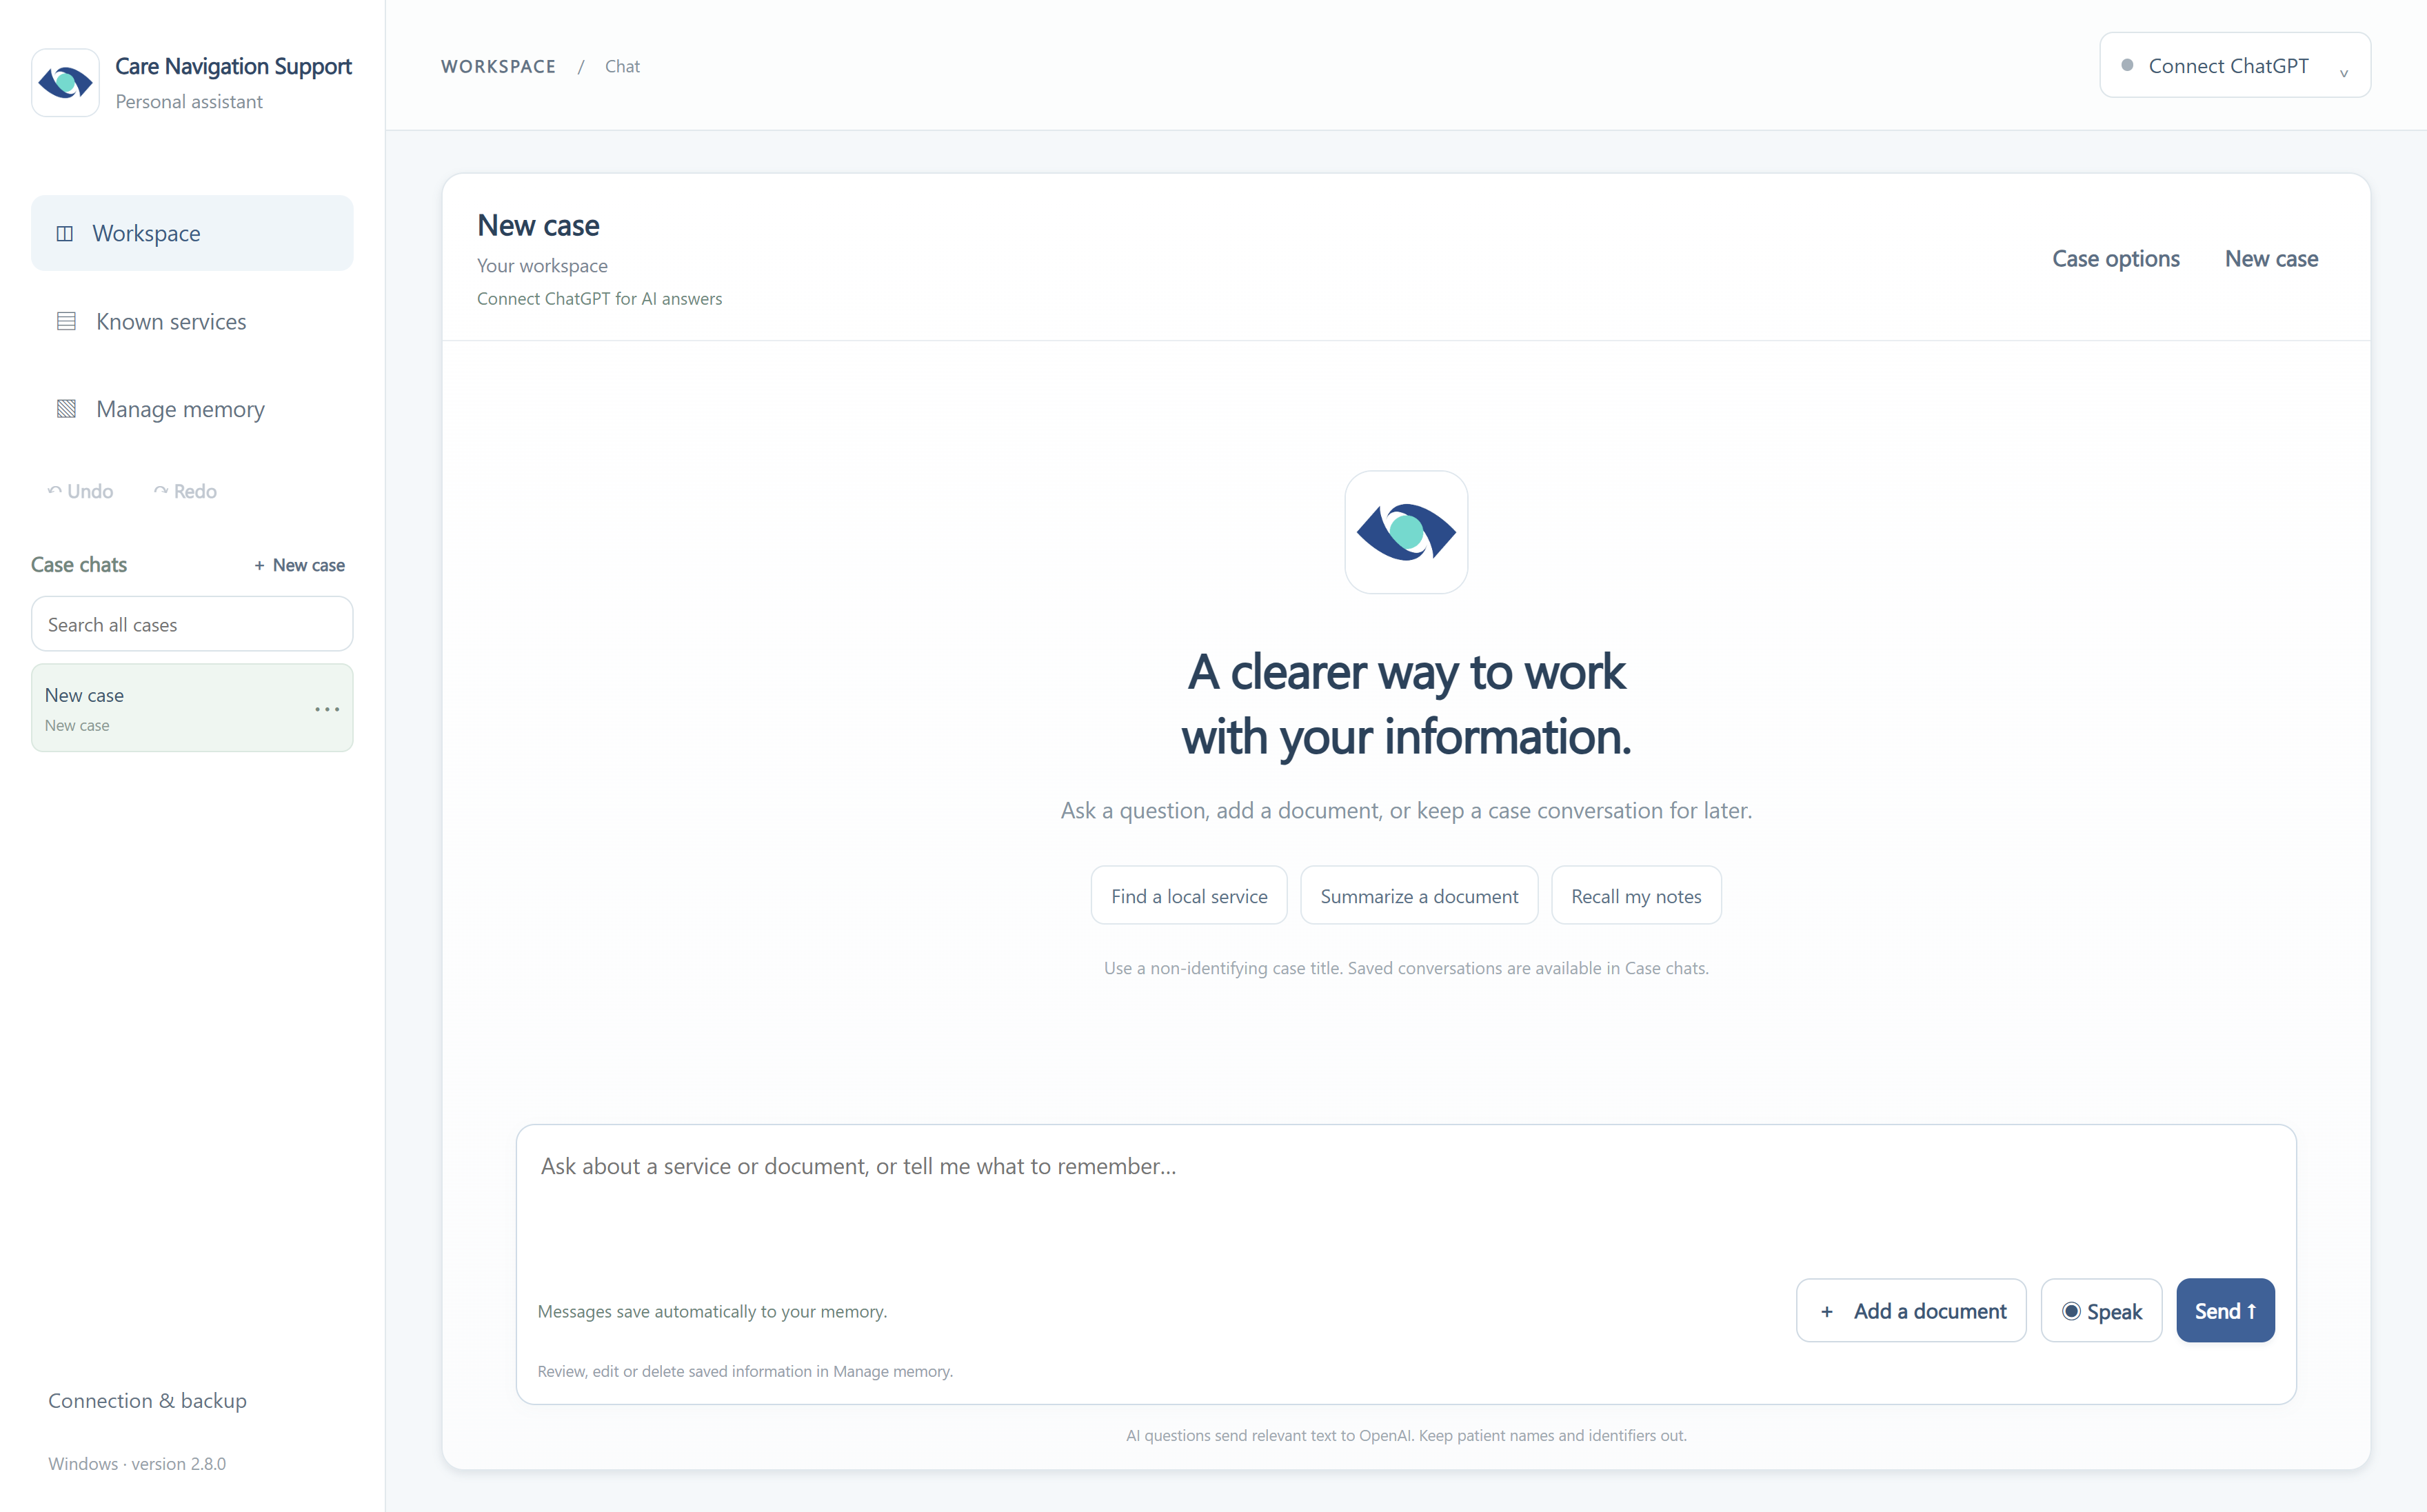 Care Navigation Support
Personal assistant
Workspace
Known services
Manage memory
↶ Undo
↷ Redo
Case chats
+ New case
Search all cases
New case
New case
...
Connection & backup
Windows · version 2.8.0
WORKSPACE / Chat
Connect ChatGPT
New case
Your workspace
Connect ChatGPT for AI answers
Case options
New case
A clearer way to work
with your information.
Ask a question, add a document, or keep a case conversation for later.
Find a local service
Summarize a document
Recall my notes
Use a non-identifying case title. Saved conversations are available in Case chats.
Ask about a service or document, or tell me what to remember...
Messages save automatically to your memory.
+ Add a document
Speak
Send ↑
Review, edit or delete saved information in Manage memory.
AI questions send relevant text to OpenAI. Keep patient names and identifiers out.